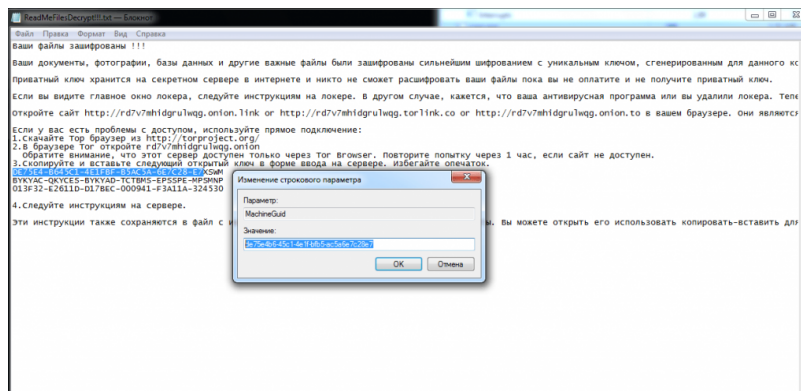 ReadMeFilesDecrypt!!!.txt — Блокнот
Файл Правка Формат Вид Справка
Ваши файлы зашифрованы !!!
Ваши документы, фотографии, базы данных и другие важные файлы были зашифрованы сильнейшим шифрованием с уникальным ключом, сгенерированным для данного
Приватный ключ хранится на секретном сервере в интернете и никто не сможет расшифровать ваши файлы пока вы не оплатите и не получите приватный ключ.
Если вы видите главное окно локера, следуйте инструкциям на локере. В другом случае, кажется, что ваша антивирусная программа или вы удалили локера.
Откройте сайт http://rd7v7mhidgrulwqg.onion.link or http://rd7v7mhidgrulwqg.torlink.co or http://rd7v7mhidgrulwqg.onion.to в вашем браузере. Они являются
Если у вас есть проблемы с доступом, используйте прямое подключение:
1.Скачайте Тор браузер из http://torproject.org/
2.В браузере Tor откройте rd7v7mhidgrulwqg.onion
Обратите внимание, что этот сервер доступен только через Tor Browser. Повторите попытку через 1 час, если сайт не доступен.
3.Скопируйте и вставьте следующий открытый ключ в форме ввода на сервере. Избегайте опечаток.
DE75E4-B645C1-4E1FBF-B5AC5A-6E7C28-E7XSWM
BYKYAC-QKYCES-BYKYAD-TCTBMS-EPSSPE-MPSMNP
013F32-E2611D-D17BEC-000941-F3A11A-324530
4.Следуйте инструкциям на сервере.
Эти инструкции также сохраняются в файл с
Вы можете открыть его использовать копировать-вставить для
Изменение строкового параметра
Параметр:
MachineGuid
Значение:
de75e4b6-45c1-4e1f-bfb5-ac5a6e7c28e7
OK Отмена